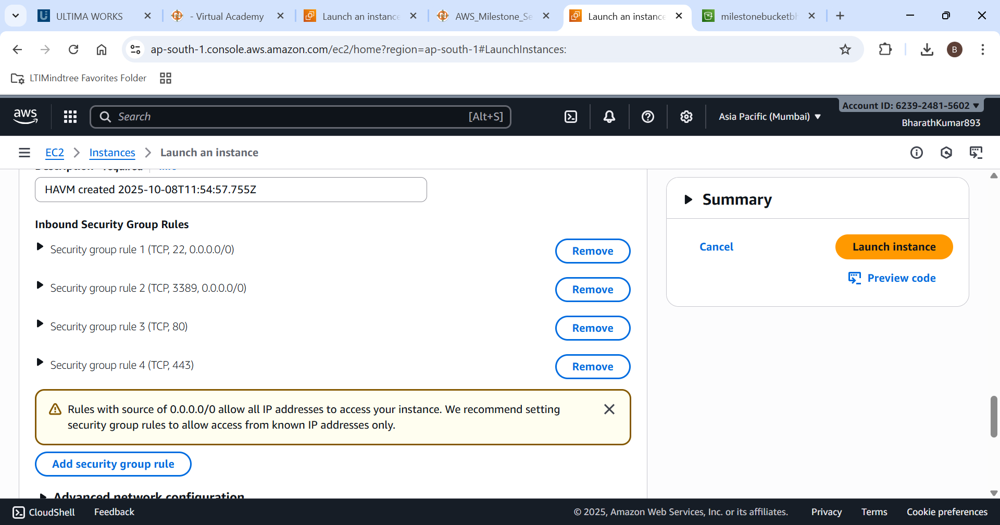 ULTIMA WORKS
- Virtual Academy
Launch an instance
AWS_Milestone_Se
Launch an instance
milestonebucketbh
ap-south-1.console.aws.amazon.com/ec2/home?region=ap-south-1#LaunchInstances:
B
LTIMindtree Favorites Folder
aws
Search
[Alt+S]
Asia Pacific (Mumbai)
Account ID: 6239-2481-5602
BharathKumar893
EC2
Instances
Launch an instance
HAVM created 2025-10-08T11:54:57.755Z
Summary
Inbound Security Group Rules
Security group rule 1 (TCP, 22, 0.0.0.0/0)
Remove
Cancel
Launch instance
Preview code
Security group rule 2 (TCP, 3389, 0.0.0.0/0)
Remove
Security group rule 3 (TCP, 80)
Remove
Security group rule 4 (TCP, 443)
Remove
Rules with source of 0.0.0.0/0 allow all IP addresses to access your instance. We recommend setting
security group rules to allow access from known IP addresses only.
Add security group rule
Advanced network configuration
CloudShell
Feedback
© 2025, Amazon Web Services, Inc. or its affiliates.
Privacy
Terms
Cookie preferences